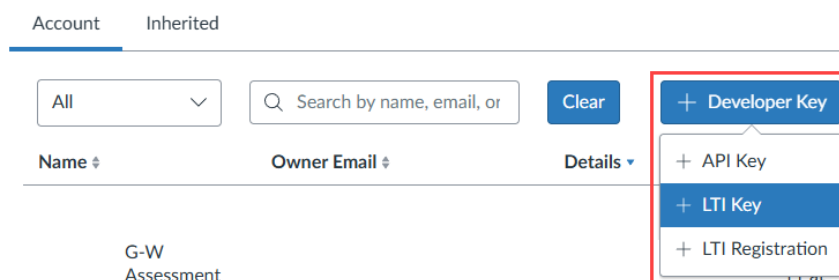 Account Inherited
All Search by name, email, or Clear + Developer Key
Name Owner Email Details + API Key
+ LTI Key
G-W + LTI Registration
Assessment